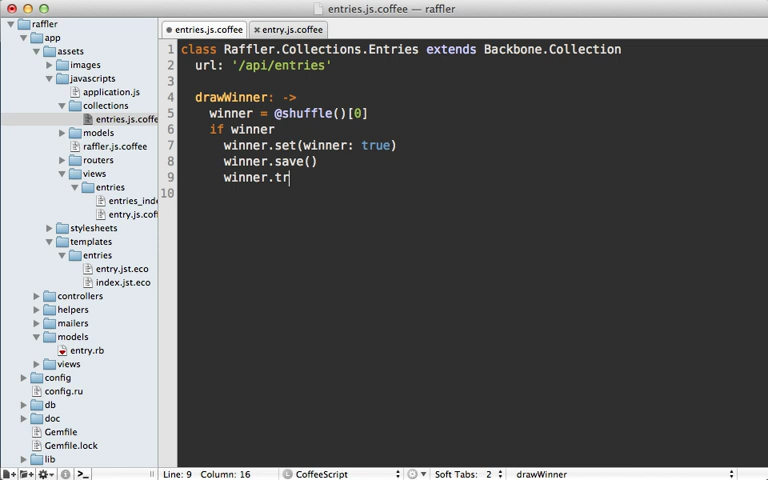 entries.js.coffee — raffler
raffler
app
assets
images
javascripts
application.js
collections
entries.js.coffe
models
raffler.js.coffee
routers
views
entries
entries_ind
entry.js.coff
stylesheets
templates
entries
entry.jst.eco
index.jst.eco
controllers
helpers
mailers
models
entry.rb
views
config
config.ru
db
doc
Gemfile
Gemfile.lock
lib
entries.js.coffee
entry.js.coffee
1 class Raffler.Collections.Entries extends Backbone.Collection
2 url: '/api/entries'
3
4 drawWinner: ->
5 winner = @shuffle()[0]
6 if winner
7 winner.set(winner: true)
8 winner.save()
9 winner.tr
10
Line: 9 Column: 16 CoffeeScript Soft Tabs: 2 drawWinner